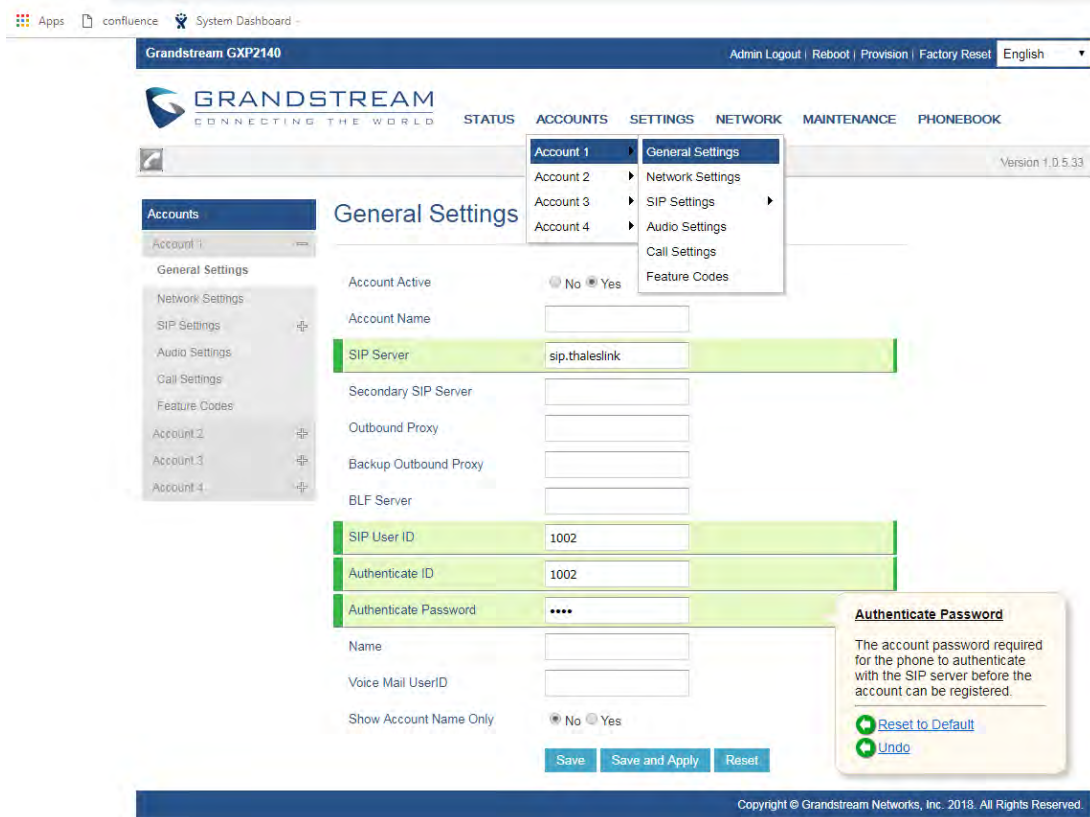 Apps confluence System Dashboard -
Grandstream GXP2140 Admin Logout | Reboot | Provision | Factory Reset English
GRANDSTREAM
CONNECTING THE WORLD
STATUS ACCOUNTS SETTINGS NETWORK MAINTENANCE PHONEBOOK
Account 1 General Settings
Account 2 Network Settings
Account 3 SIP Settings
Account 4 Audio Settings
Call Settings
Feature Codes
Version 1.0.5.33
Accounts
Account 1
General Settings
Network Settings
SIP Settings
Audio Settings
Call Settings
Feature Codes
Account 2
Account 3
Account 4
General Settings
Account Active No Yes
Account Name
SIP Server sip.thaleslink
Secondary SIP Server
Outbound Proxy
Backup Outbound Proxy
BLF Server
SIP User ID 1002
Authenticate ID 1002
Authenticate Password ••••
Name
Voice Mail UserID
Show Account Name Only No Yes
Save Save and Apply Reset
Authenticate Password
The account password required
for the phone to authenticate
with the SIP server before the
account can be registered.
Reset to Default
Undo
Copyright © Grandstream Networks, Inc. 2018. All Rights Reserved.